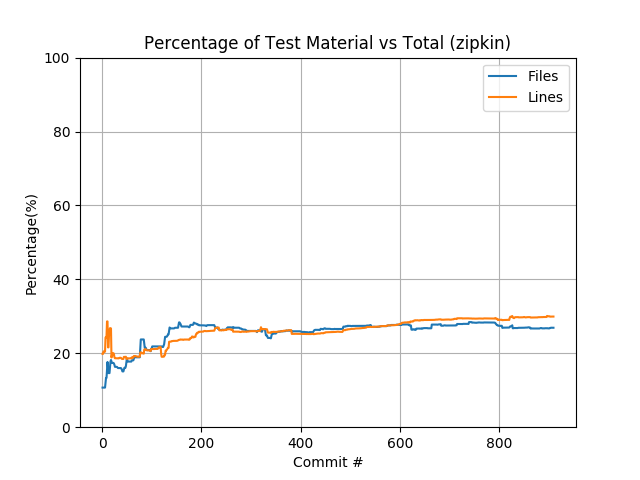 Percentage of Test Material vs Total (zipkin)
Files
Lines
Percentage(%)
100
80
60
40
20
0
0 200 400 600 800
Commit #